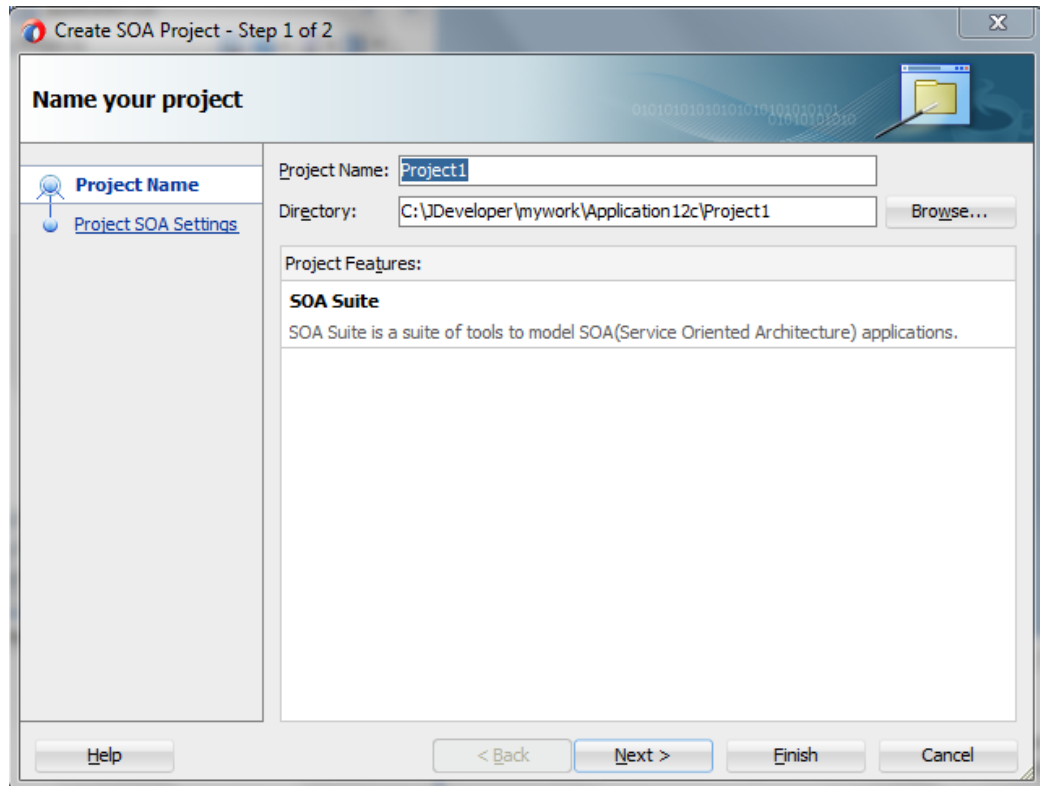 Create SOA Project - Step 1 of 2
Name your project
Project Name
Project SOA Settings
Project Name: Project1
Directory: C:\JDeveloper\mywork\Application12c\Project1 Browse...
Project Features:
SOA Suite
SOA Suite is a suite of tools to model SOA(Service Oriented Architecture) applications.
Help < Back Next > Finish Cancel